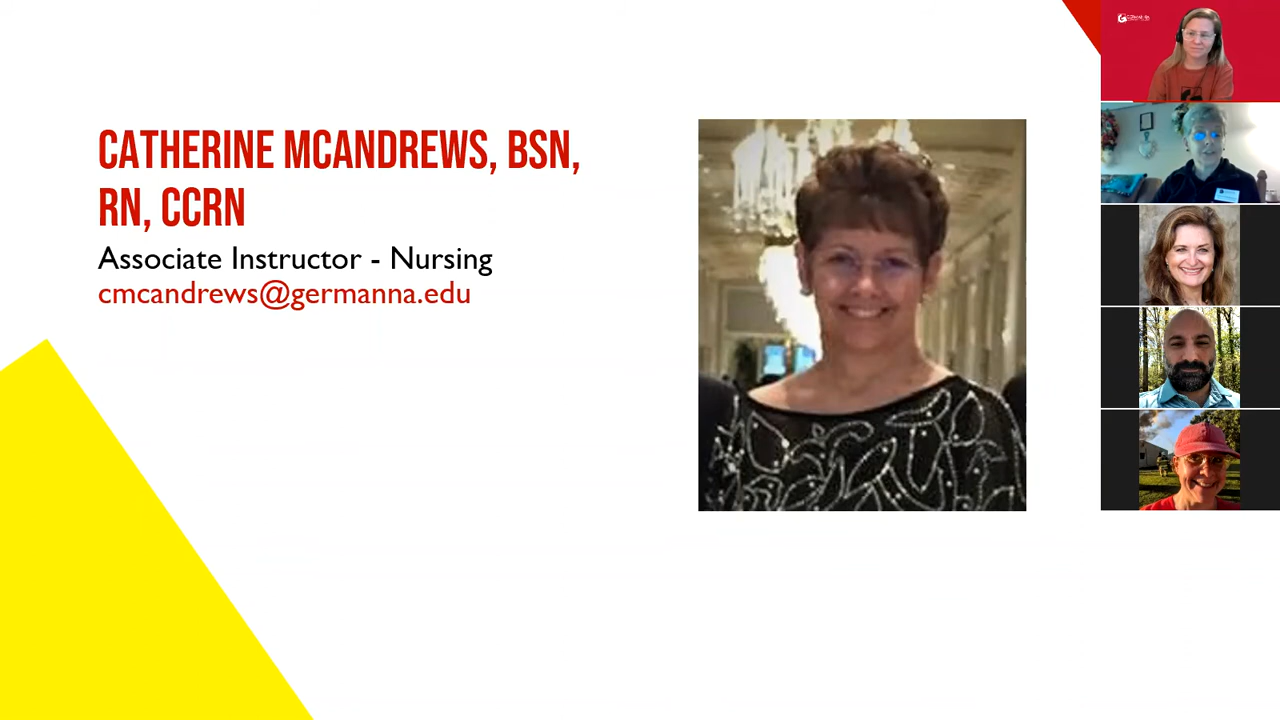 CATHERINE MCANDREWS, BSN,
RN, CCRN
Associate Instructor - Nursing
cmcandrews@germanna.edu